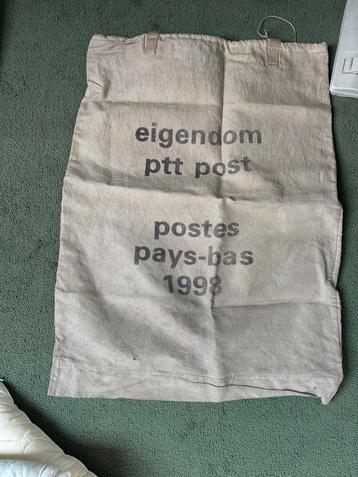 eigendom
ptt post
postes
pays-bas
1998